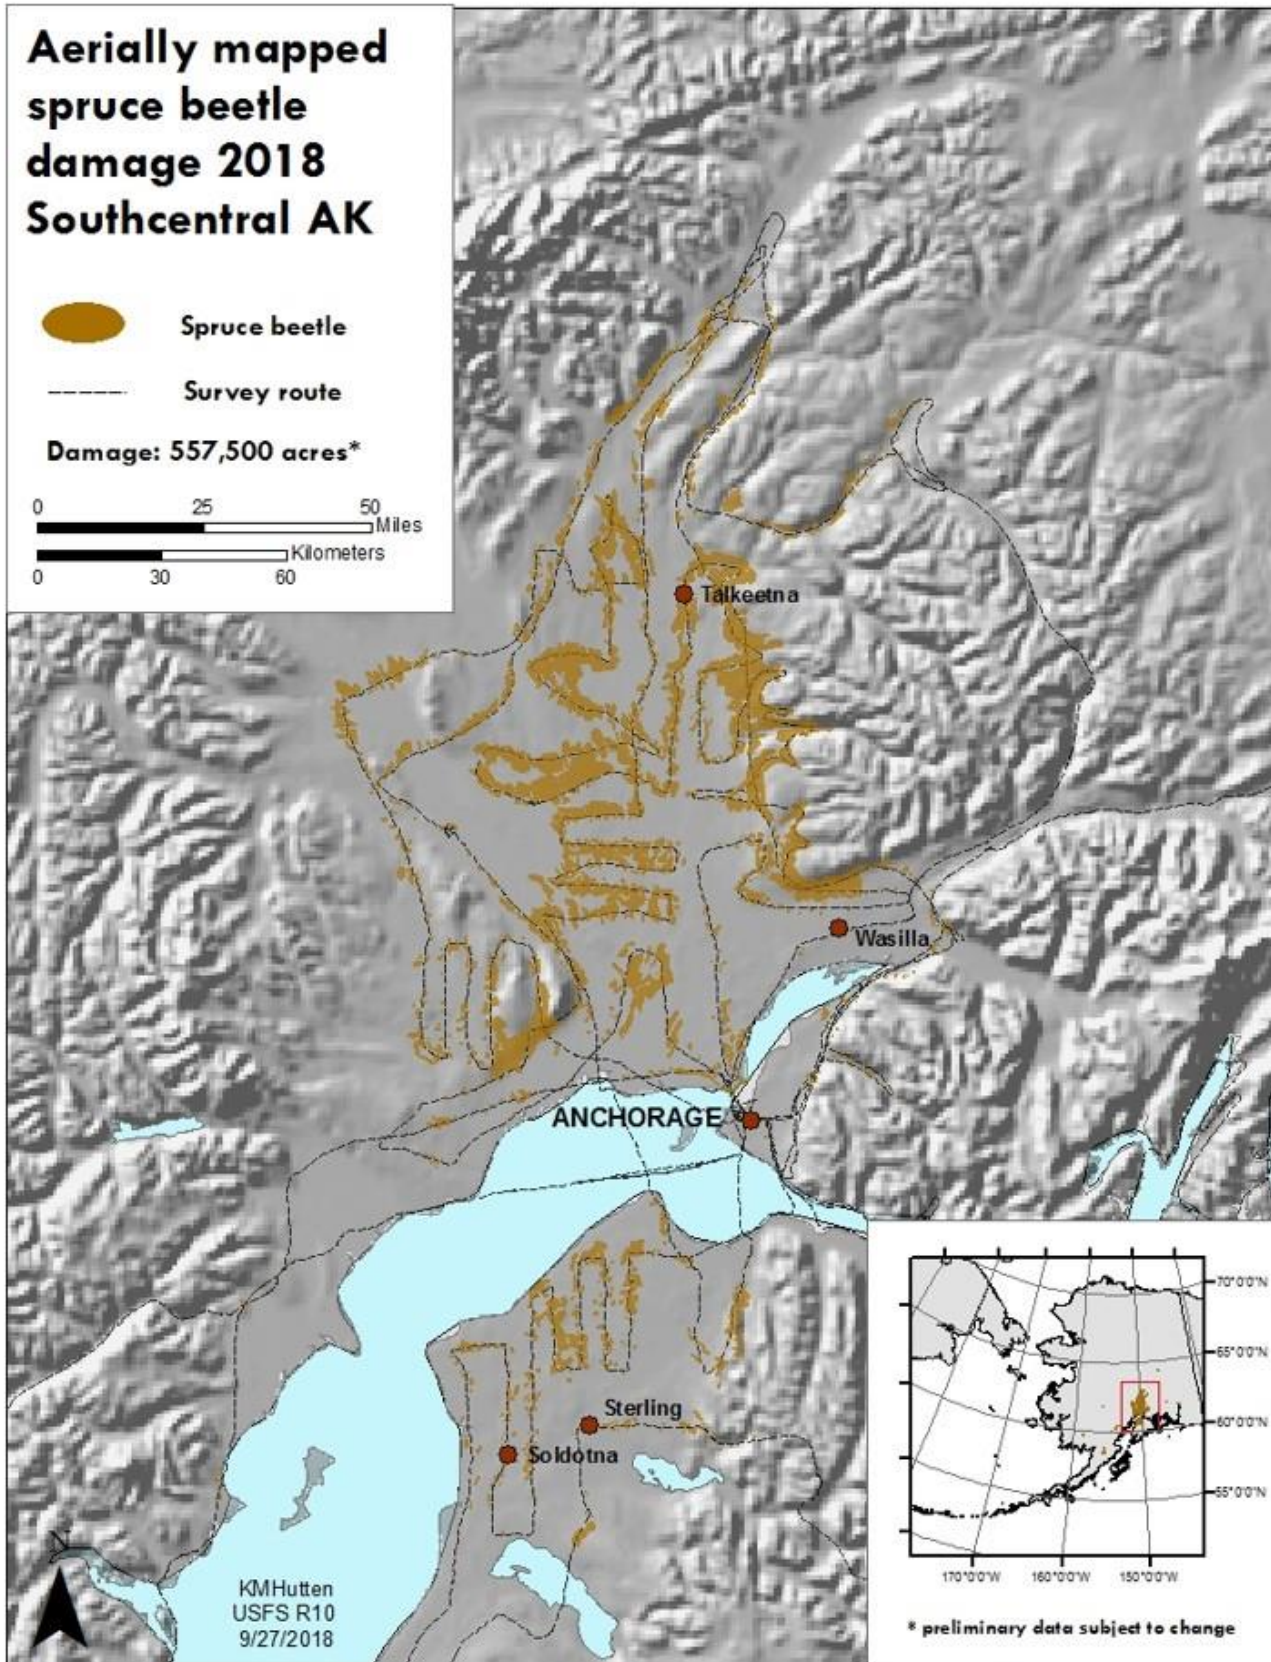 Aerially mapped
spruce beetle
damage 2018
Southcentral AK
Spruce beetle
Survey route
Damage: 557,500 acres*
0 25 50
Miles
Kilometers
0 30 60
Talkeetna
Wasilla
ANCHORAGE
Sterling
Soldotna
N
KMHutten
USFS R10
9/27/2018
70°0'0"N
65°0'0"N
60°0'0"N
55°0'0"N
170°0'0"W 160°0'0"W 150°0'0"W
* preliminary data subject to change